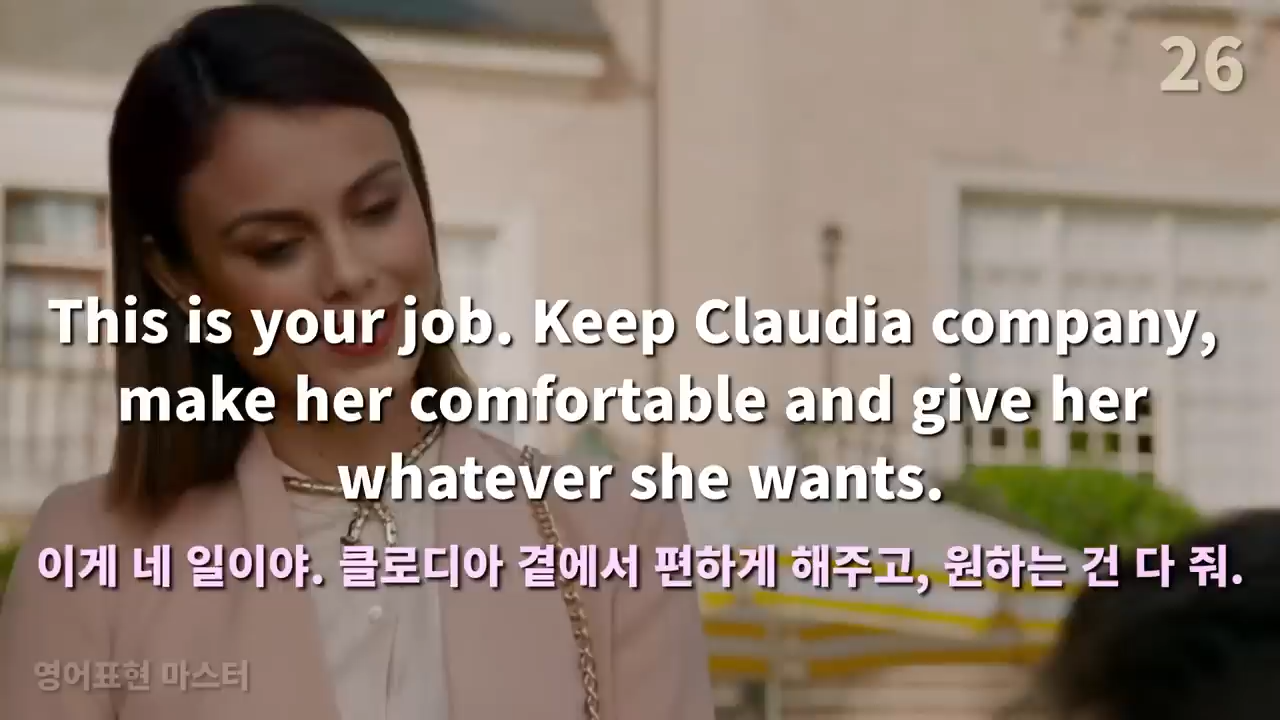 26
This is your job. Keep Claudia company,
make her comfortable and give her
whatever she wants.
이게 네 일이야. 클로디아 곁에서 편하게 해주고, 원하는 건 다 줘.
영어표현 마스터